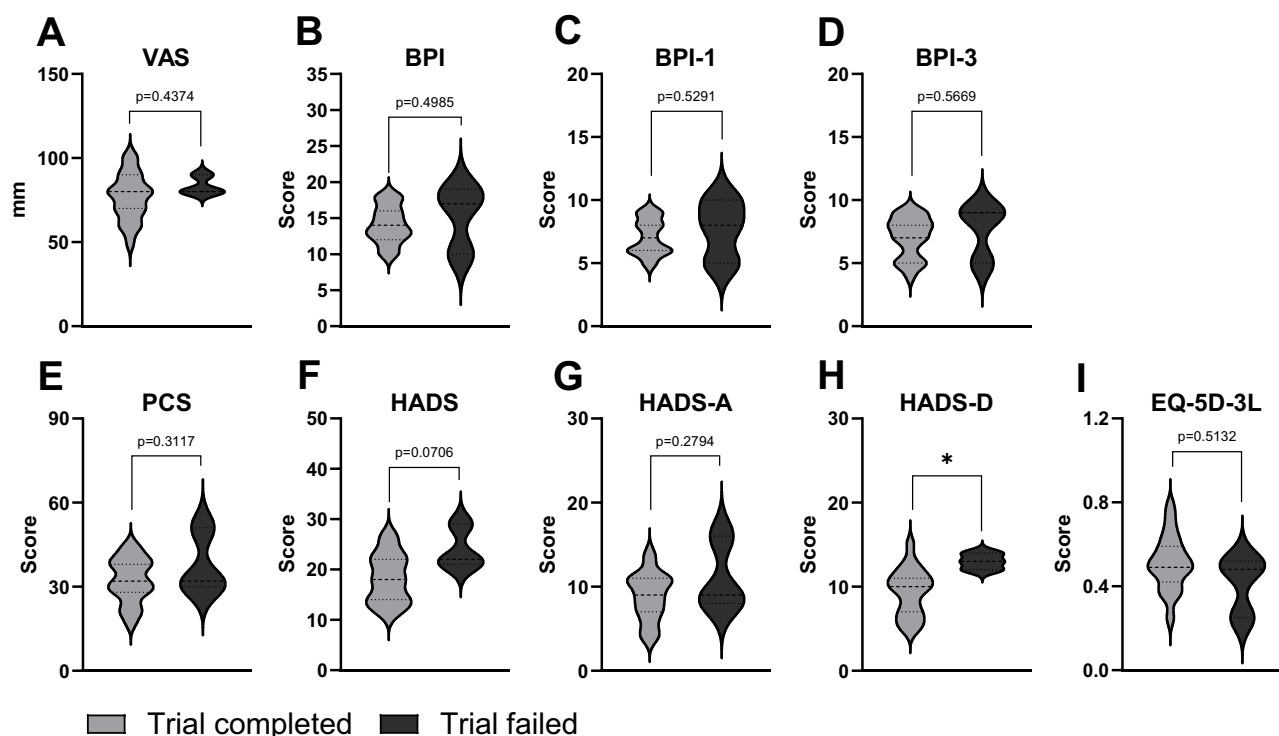 A
VAS
150
100
50
0
mm
p=0.4374
B
BPI
35
30
25
20
15
10
5
0
Score
p=0.4985
C
BPI-1
20
15
10
5
0
Score
p=0.5291
D
BPI-3
20
15
10
5
0
Score
p=0.5669
E
PCS
90
60
30
0
Score
p=0.3117
F
HADS
50
40
30
20
10
0
Score
p=0.0706
G
HADS-A
30
20
10
0
Score
p=0.2794
H
HADS-D
30
20
10
0
Score
*
I
EQ-5D-3L
1.2
0.8
0.4
0.0
Score
p=0.5132
Trial completed
Trial failed